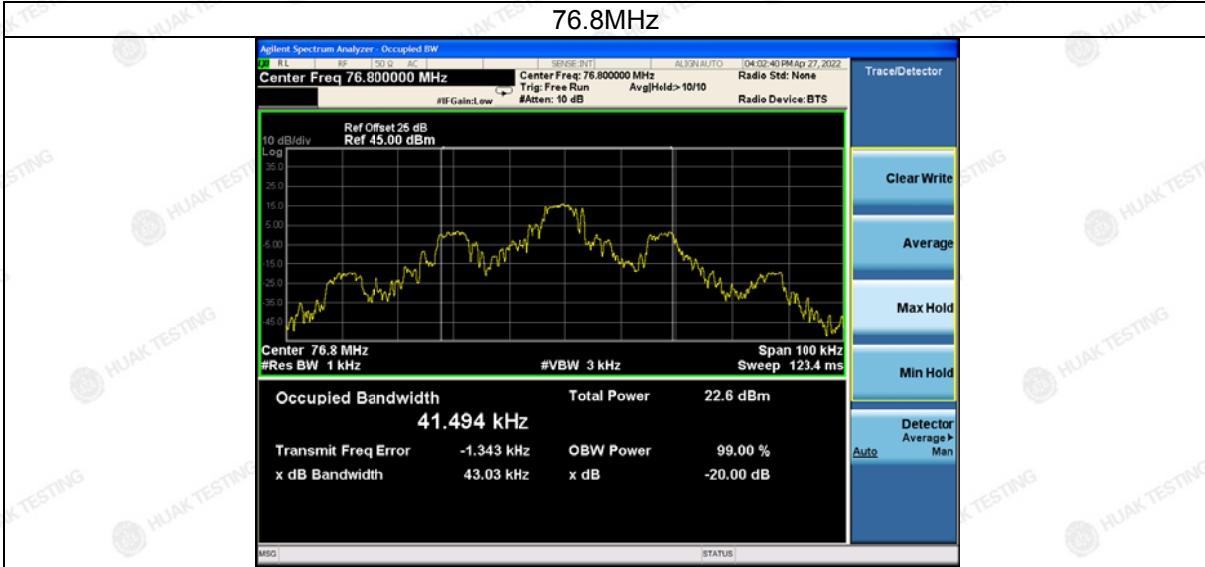 76.8MHz
Agilent Spectrum Analyzer - Occupied BW
RL RF 50 Ω AC SENSE:INT ALIGN AUTO 04:02:40 PM Apr 27, 2022
Center Freq 76.800000 MHz
Center Freq: 76.800000 MHz Radio Std: None
Trig: Free Run Avg|Hold:> 10/10
#IFGain:Low #Atten: 10 dB Radio Device: BTS
Trace/Detector
Ref Offset 25 dB
10 dB/div Ref 45.00 dBm
Log
35.0
25.0
15.0
5.00
-5.00
-15.0
-25.0
-35.0
-45.0
Center 76.8 MHz Span 100 kHz
#Res BW 1 kHz #VBW 3 kHz Sweep 123.4 ms
Occupied Bandwidth Total Power 22.6 dBm
41.494 kHz
Transmit Freq Error -1.343 kHz OBW Power 99.00 %
x dB Bandwidth 43.03 kHz x dB -20.00 dB
Clear Write
Average
Max Hold
Min Hold
Detector
Average
Auto Man
MSG STATUS
HUAK TESTING